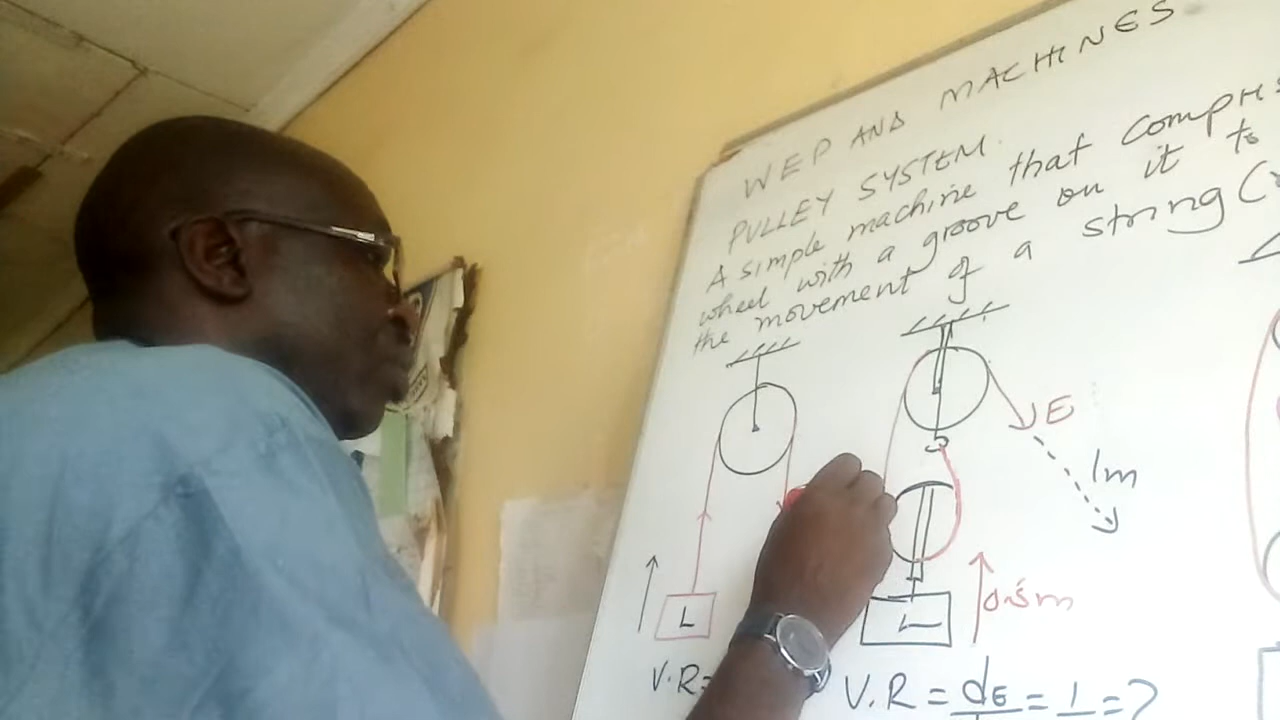 WEP AND MACHINES
PULLEY SYSTEM.
A simple machine that
wheel with a groove on it to
the movement of a string
E
1m
L
L
0.5m
V.R=
V.R = dE = 1 =